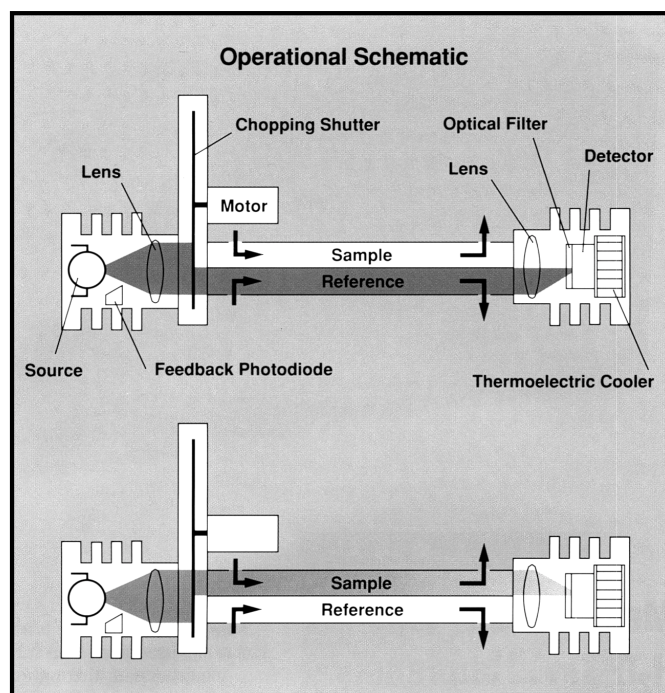 Operational Schematic
Chopping Shutter
Optical Filter
Detector
Lens
Lens
Motor
Sample
Reference
Source
Feedback Photodiode
Thermoelectric Cooler
Sample
Reference